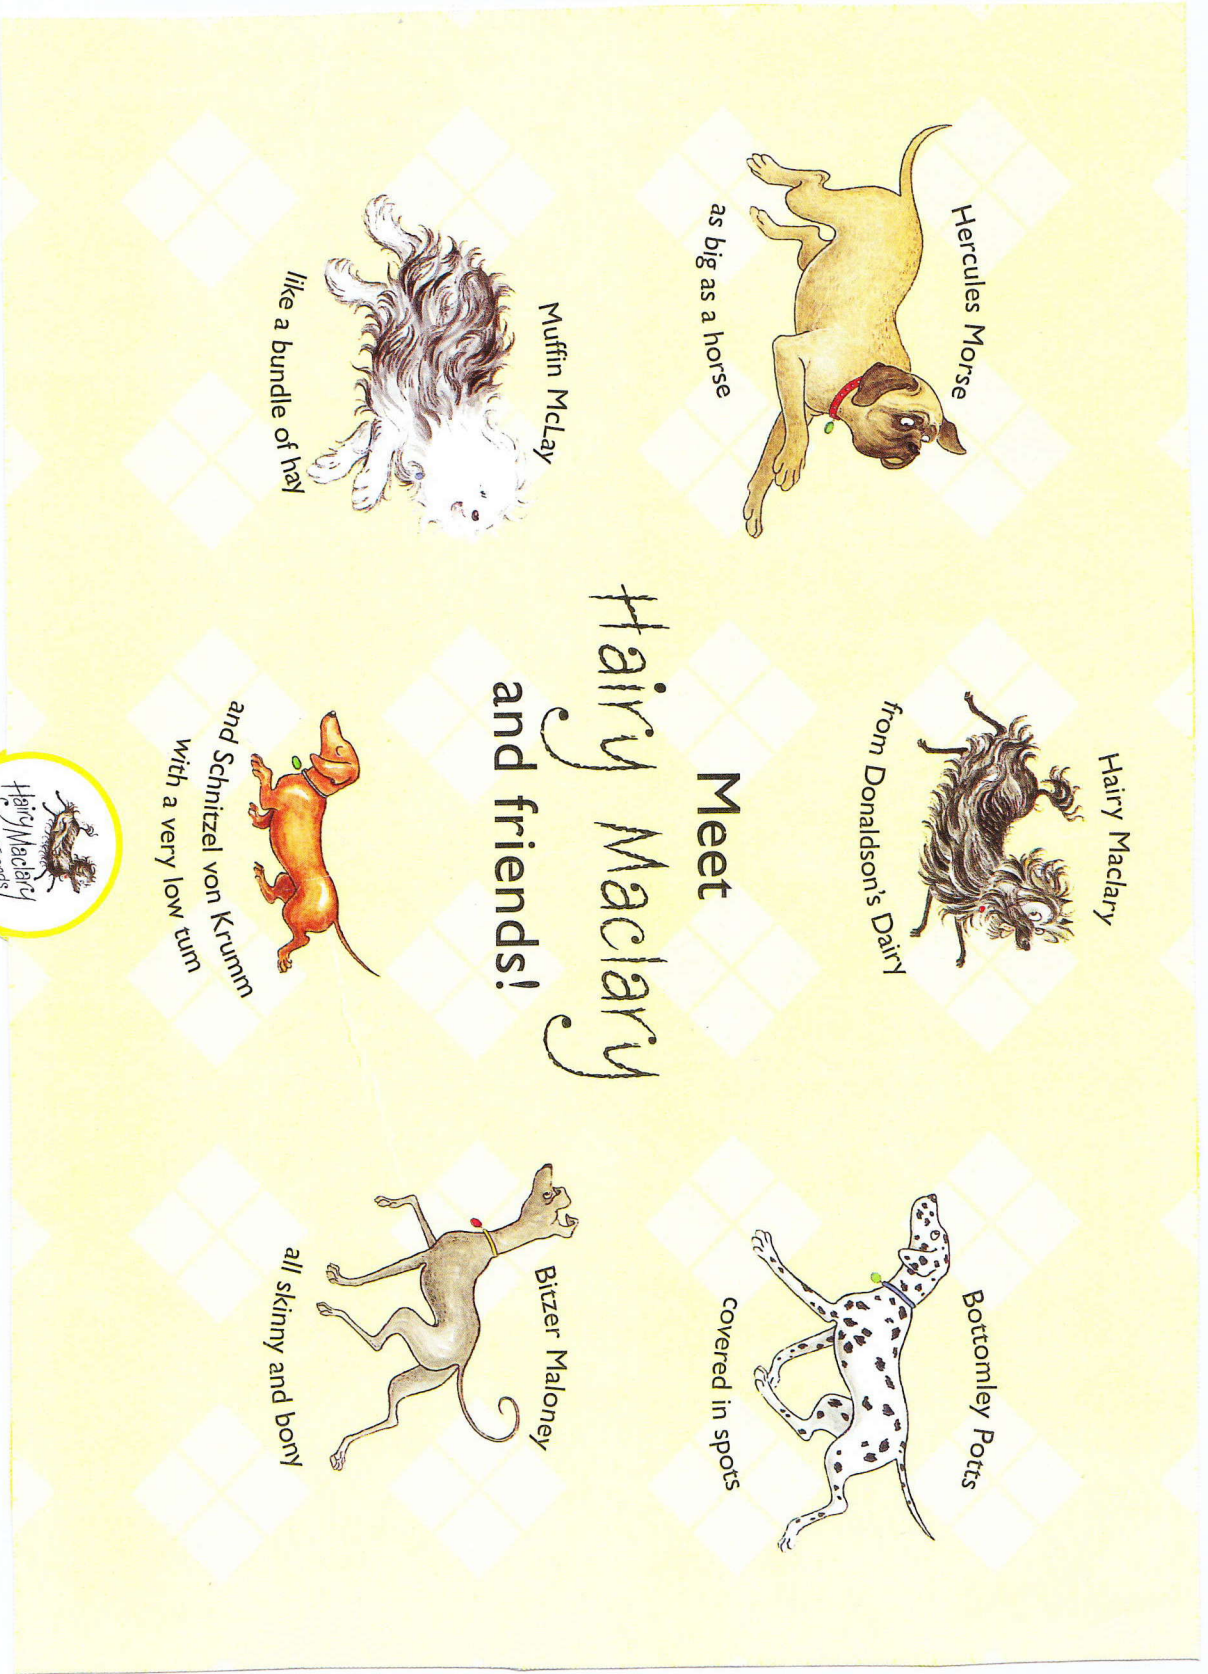 Hercules Morse
as big as a horse
Hairy Maclary
from Donaldson's Dairy
Bottomley Potts
covered in spots
Meet
Hairy Maclary
and friends!
Muffin McLay
like a bundle of hay
and Schnitzel von Krumm
with a very low tum
Bitzer Maloney
all skinny and bony
Hairy Maclary